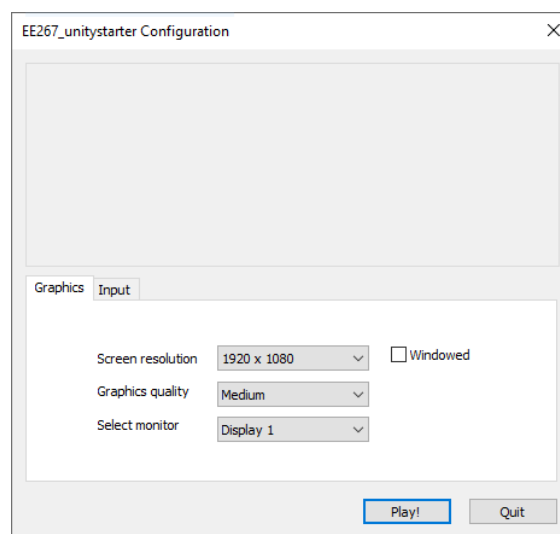 EE267_unitystarter Configuration
Graphics
Input
Screen resolution
1920 x 1080
Windowed
Graphics quality
Medium
Select monitor
Display 1
Play!
Quit